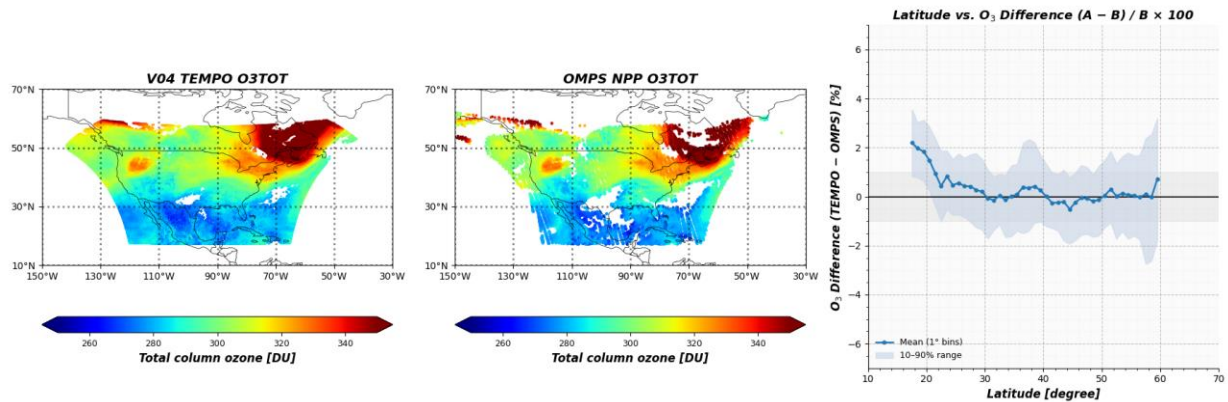 V04 TEMPO O3TOT
70°N
50°N
30°N
10°N
150°W 130°W 110°W 90°W 70°W 50°W 30°W
260 280 300 320 340
Total column ozone [DU]
OMPS NPP O3TOT
70°N
50°N
30°N
10°N
150°W 130°W 110°W 90°W 70°W 50°W 30°W
260 280 300 320 340
Total column ozone [DU]
Latitude vs. O₃ Difference (A − B) / B × 100
O₃ Difference (TEMPO − OMPS) [%]
6
4
2
0
−2
−4
−6
Mean (1° bins)
10–90% range
10 20 30 40 50 60 70
Latitude [degree]